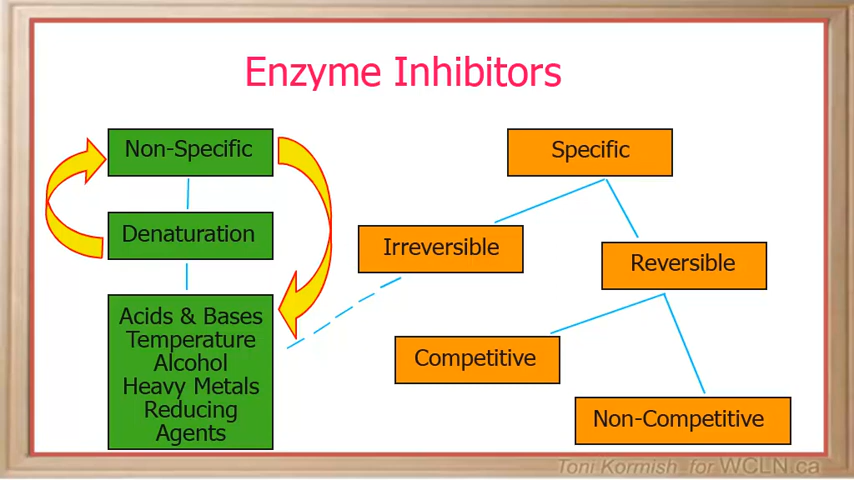 Enzyme Inhibitors
Non-Specific
Denaturation
Acids & Bases
Temperature
Alcohol
Heavy Metals
Reducing
Agents
Specific
Irreversible
Reversible
Competitive
Non-Competitive
Toni Kormish for WCLN.ca